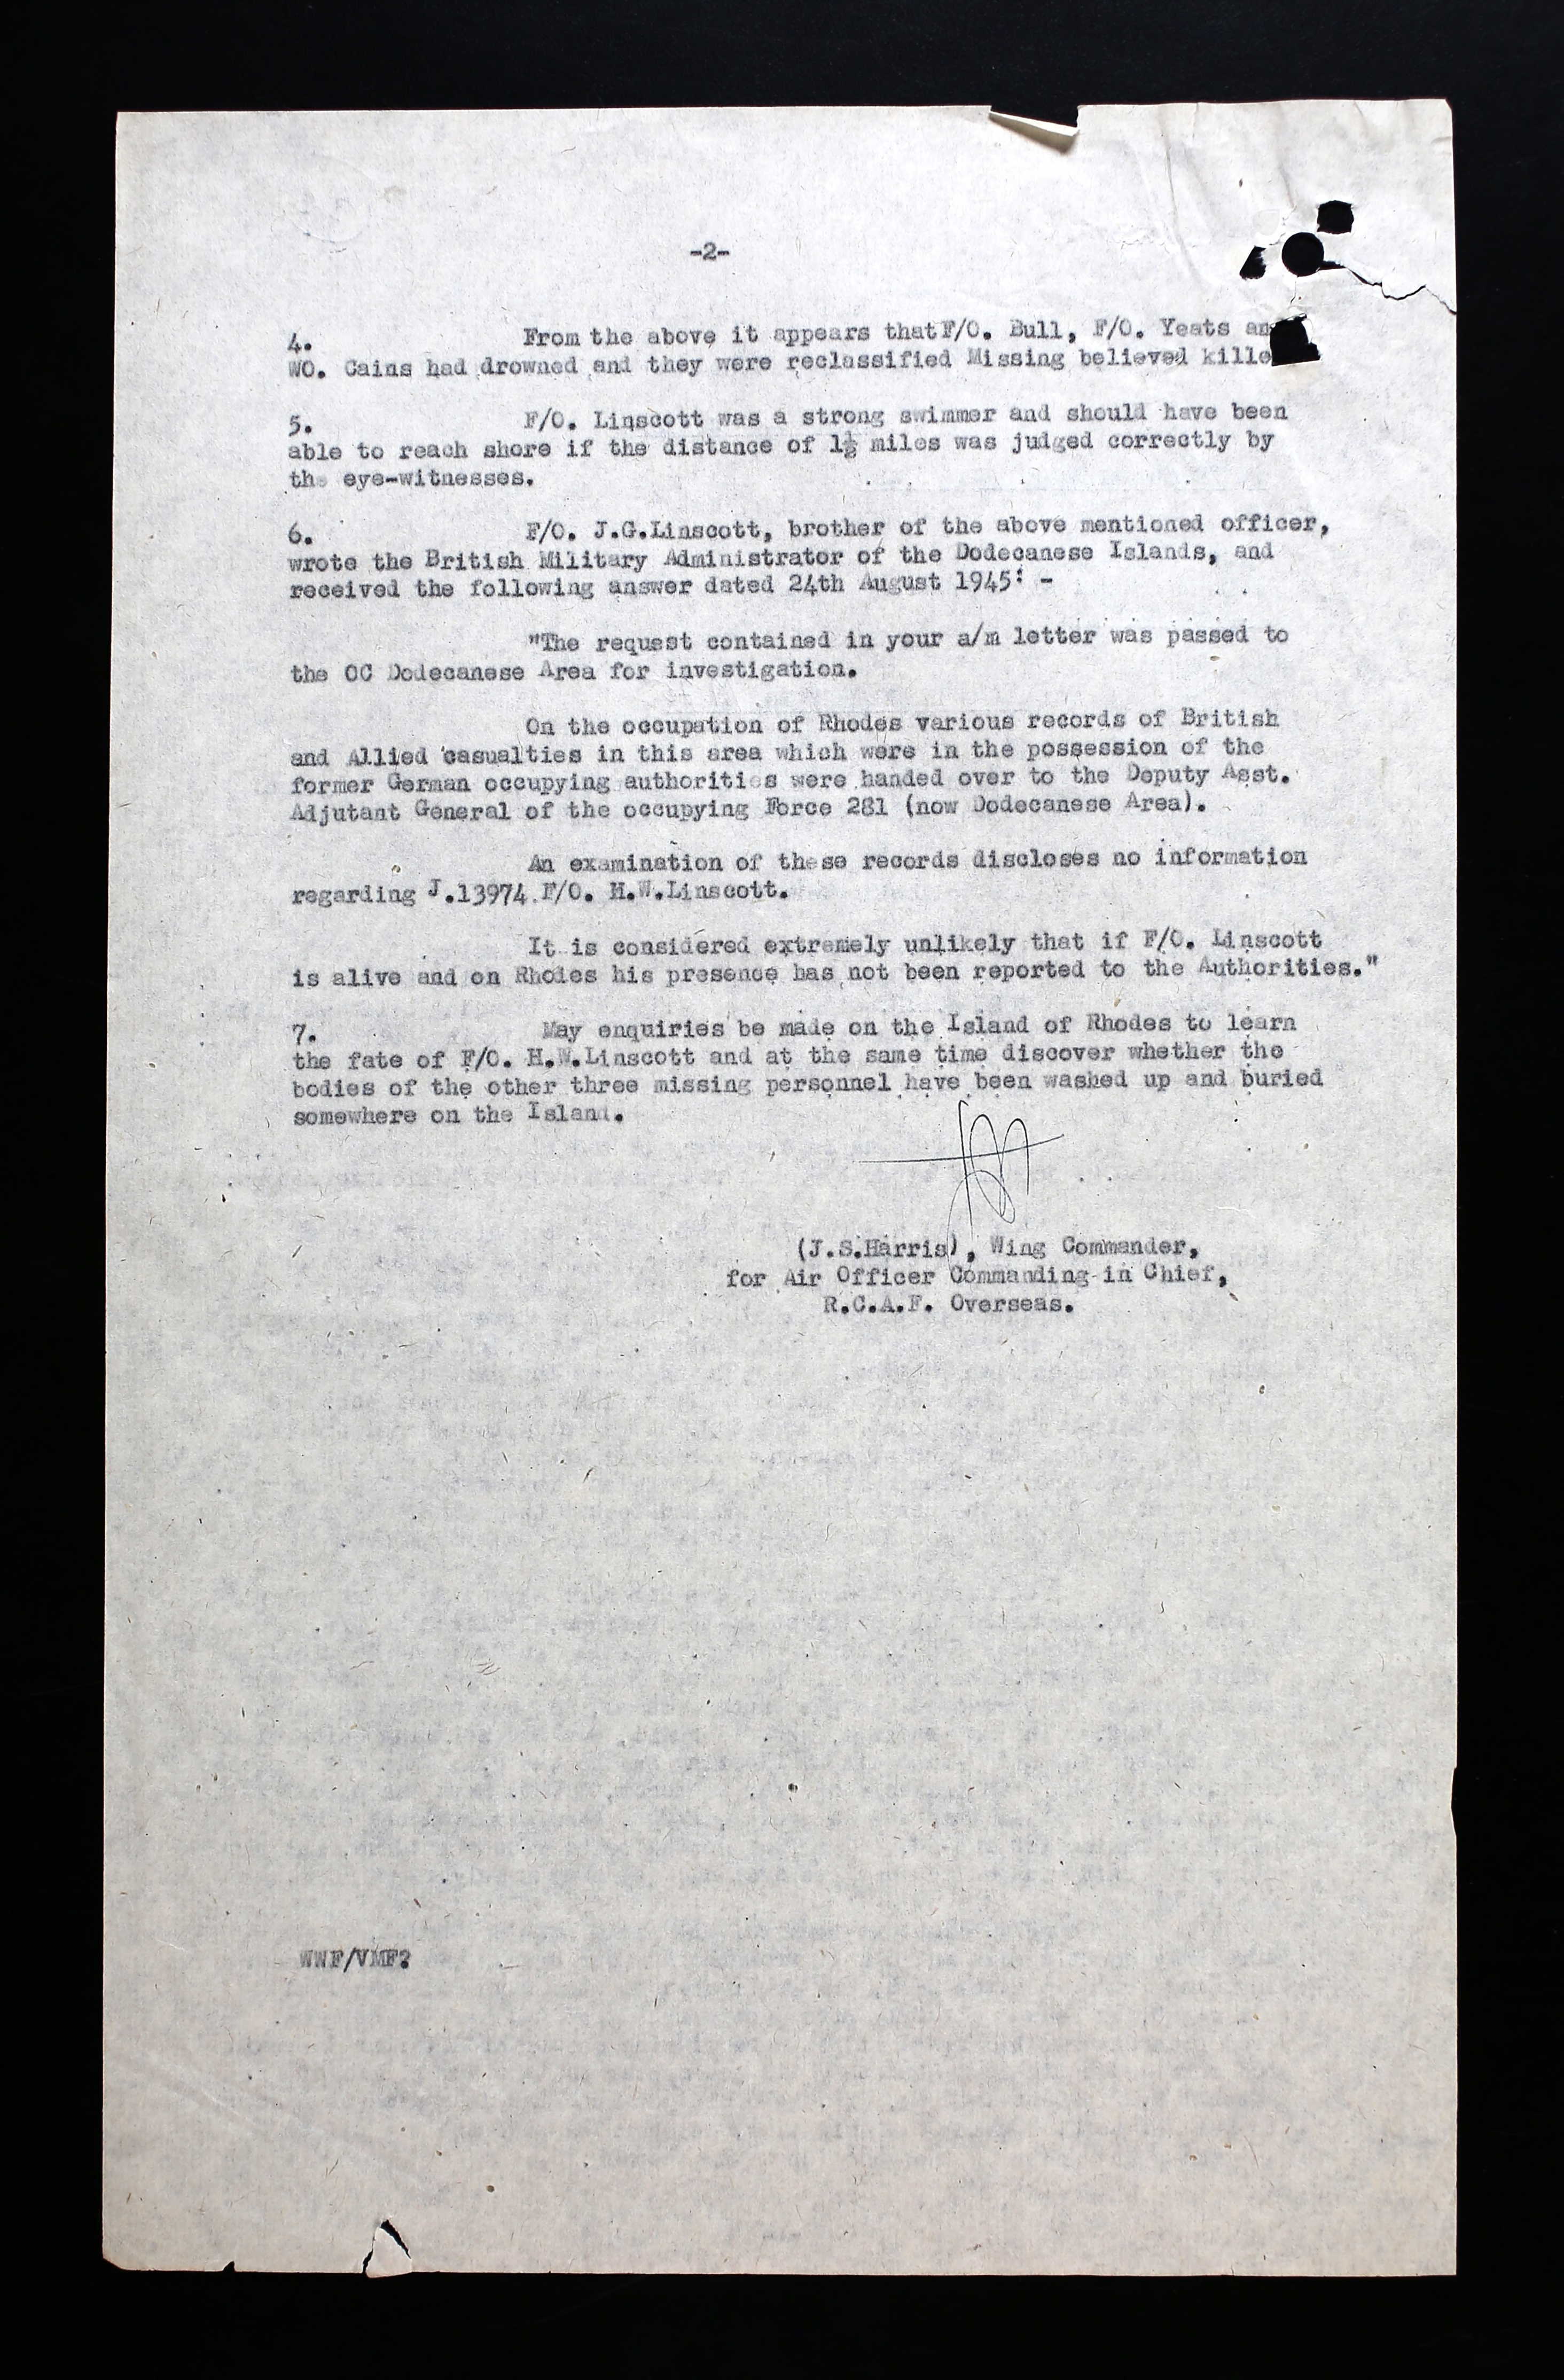 -2-
4. From the above it appears that F/O. Bull, F/O. Yeats an
WO. Cains had drowned and they were reclassified Missing believed kille
5. F/O. Linscott was a strong swimmer and should have been
able to reach shore if the distance of 1½ miles was judged correctly by
the eye-witnesses.
6. F/O. J.G.Linscott, brother of the above mentioned officer,
wrote the British Military Administrator of the Dodecanese Islands, and
received the following answer dated 24th August 1945: -
"The request contained in your a/m letter was passed to
the OC Dodecanese Area for investigation.
On the occupation of Rhodes various records of British
and Allied casualties in this area which were in the possession of the
former German occupying authorities were handed over to the Deputy Asst.
Adjutant General of the occupying Force 281 (now Dodecanese Area).
An examination of these records discloses no information
regarding J.13974 F/O. H.W.Linscott.
It is considered extremely unlikely that if F/O. Linscott
is alive and on Rhodes his presence has not been reported to the Authorities."
7. May enquiries be made on the Island of Rhodes to learn
the fate of F/O. H.W.Linscott and at the same time discover whether the
bodies of the other three missing personnel have been washed up and buried
somewhere on the Island.
(J.S.Harris), Wing Commander,
for Air Officer Commanding-in Chief,
R.C.A.F. Overseas.
WWF/VMF?